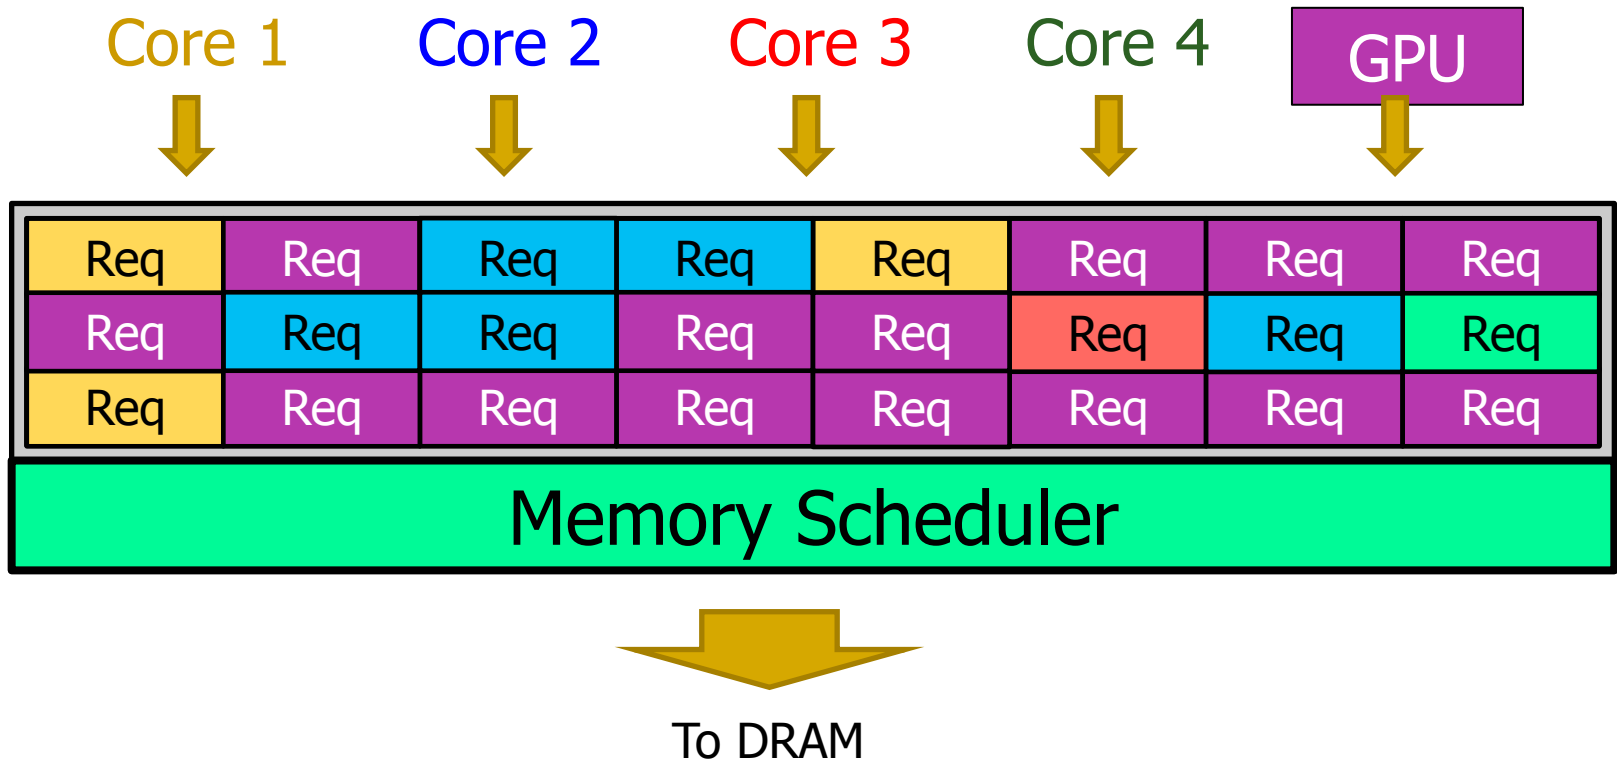 Core 1 Core 2 Core 3 Core 4 GPU
Req Req Req Req Req Req Req Req
Req Req Req Req Req Req Req Req
Req Req Req Req Req Req Req Req
Memory Scheduler
To DRAM